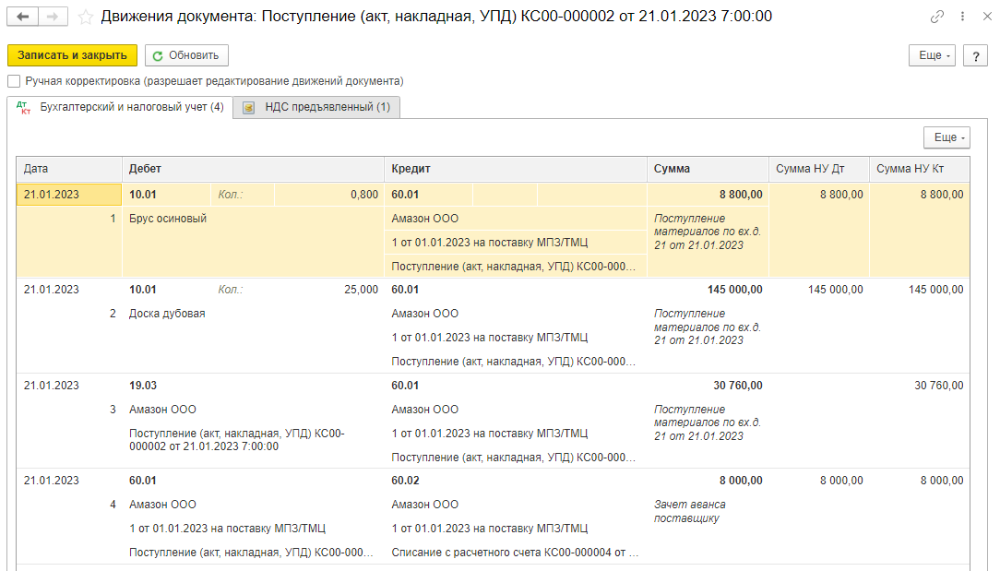 Движения документа: Поступление (акт, накладная, УПД) КС00-000002 от 21.01.2023 7:00:00
Записать и закрыть
Обновить
Еще
?
Ручная корректировка (разрешает редактирование движений документа)
Дт Кт Бухгалтерский и налоговый учет (4)
НДС предъявленный (1)
Еще
Дата Дебет Кредит Сумма Сумма НУ Дт Сумма НУ Кт
21.01.2023 10.01 Кол.: 0,800 60.01 8 800,00 8 800,00 8 800,00
1 Брус осиновый Амазон ООО Поступление
материалов по вх.д.
1 от 01.01.2023 на поставку МПЗ/ТМЦ 21 от 21.01.2023
Поступление (акт, накладная, УПД) КС00-000...
21.01.2023 10.01 Кол.: 25,000 60.01 145 000,00 145 000,00 145 000,00
2 Доска дубовая Амазон ООО Поступление
материалов по вх.д.
1 от 01.01.2023 на поставку МПЗ/ТМЦ 21 от 21.01.2023
Поступление (акт, накладная, УПД) КС00-000...
21.01.2023 19.03 60.01 30 760,00 30 760,00
3 Амазон ООО Амазон ООО Поступление
материалов по вх.д.
Поступление (акт, накладная, УПД) КС00- 1 от 01.01.2023 на поставку МПЗ/ТМЦ 21 от 21.01.2023
000002 от 21.01.2023 7:00:00
Поступление (акт, накладная, УПД) КС00-000...
21.01.2023 60.01 60.02 8 000,00 8 000,00 8 000,00
4 Амазон ООО Амазон ООО Зачет аванса
поставщику
1 от 01.01.2023 на поставку МПЗ/ТМЦ 1 от 01.01.2023 на поставку МПЗ/ТМЦ
Поступление (акт, накладная, УПД) КС00-000... Списание с расчетного счета КС00-000004 от ...